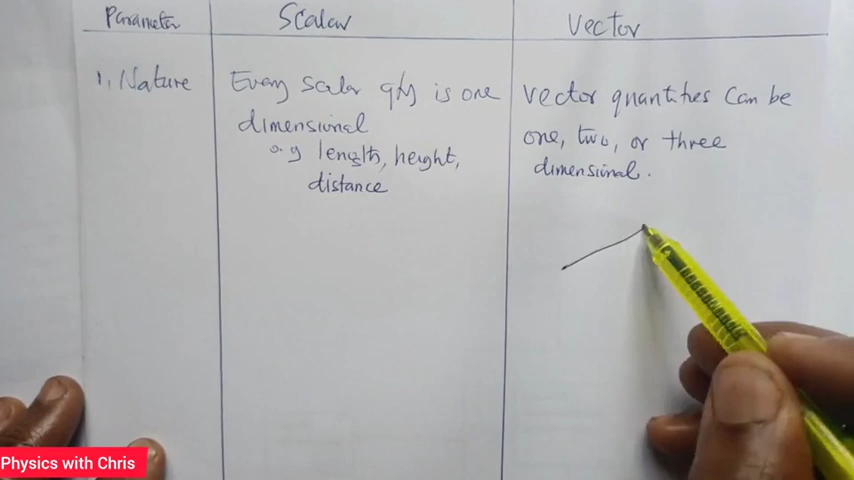 Parameter Scalar Vector
1, Nature
Every Scalar qty is one
dimensional
e.g length, height,
distance
Vector quantities Can be
one, two, or three
dimensional.
Physics with Chris